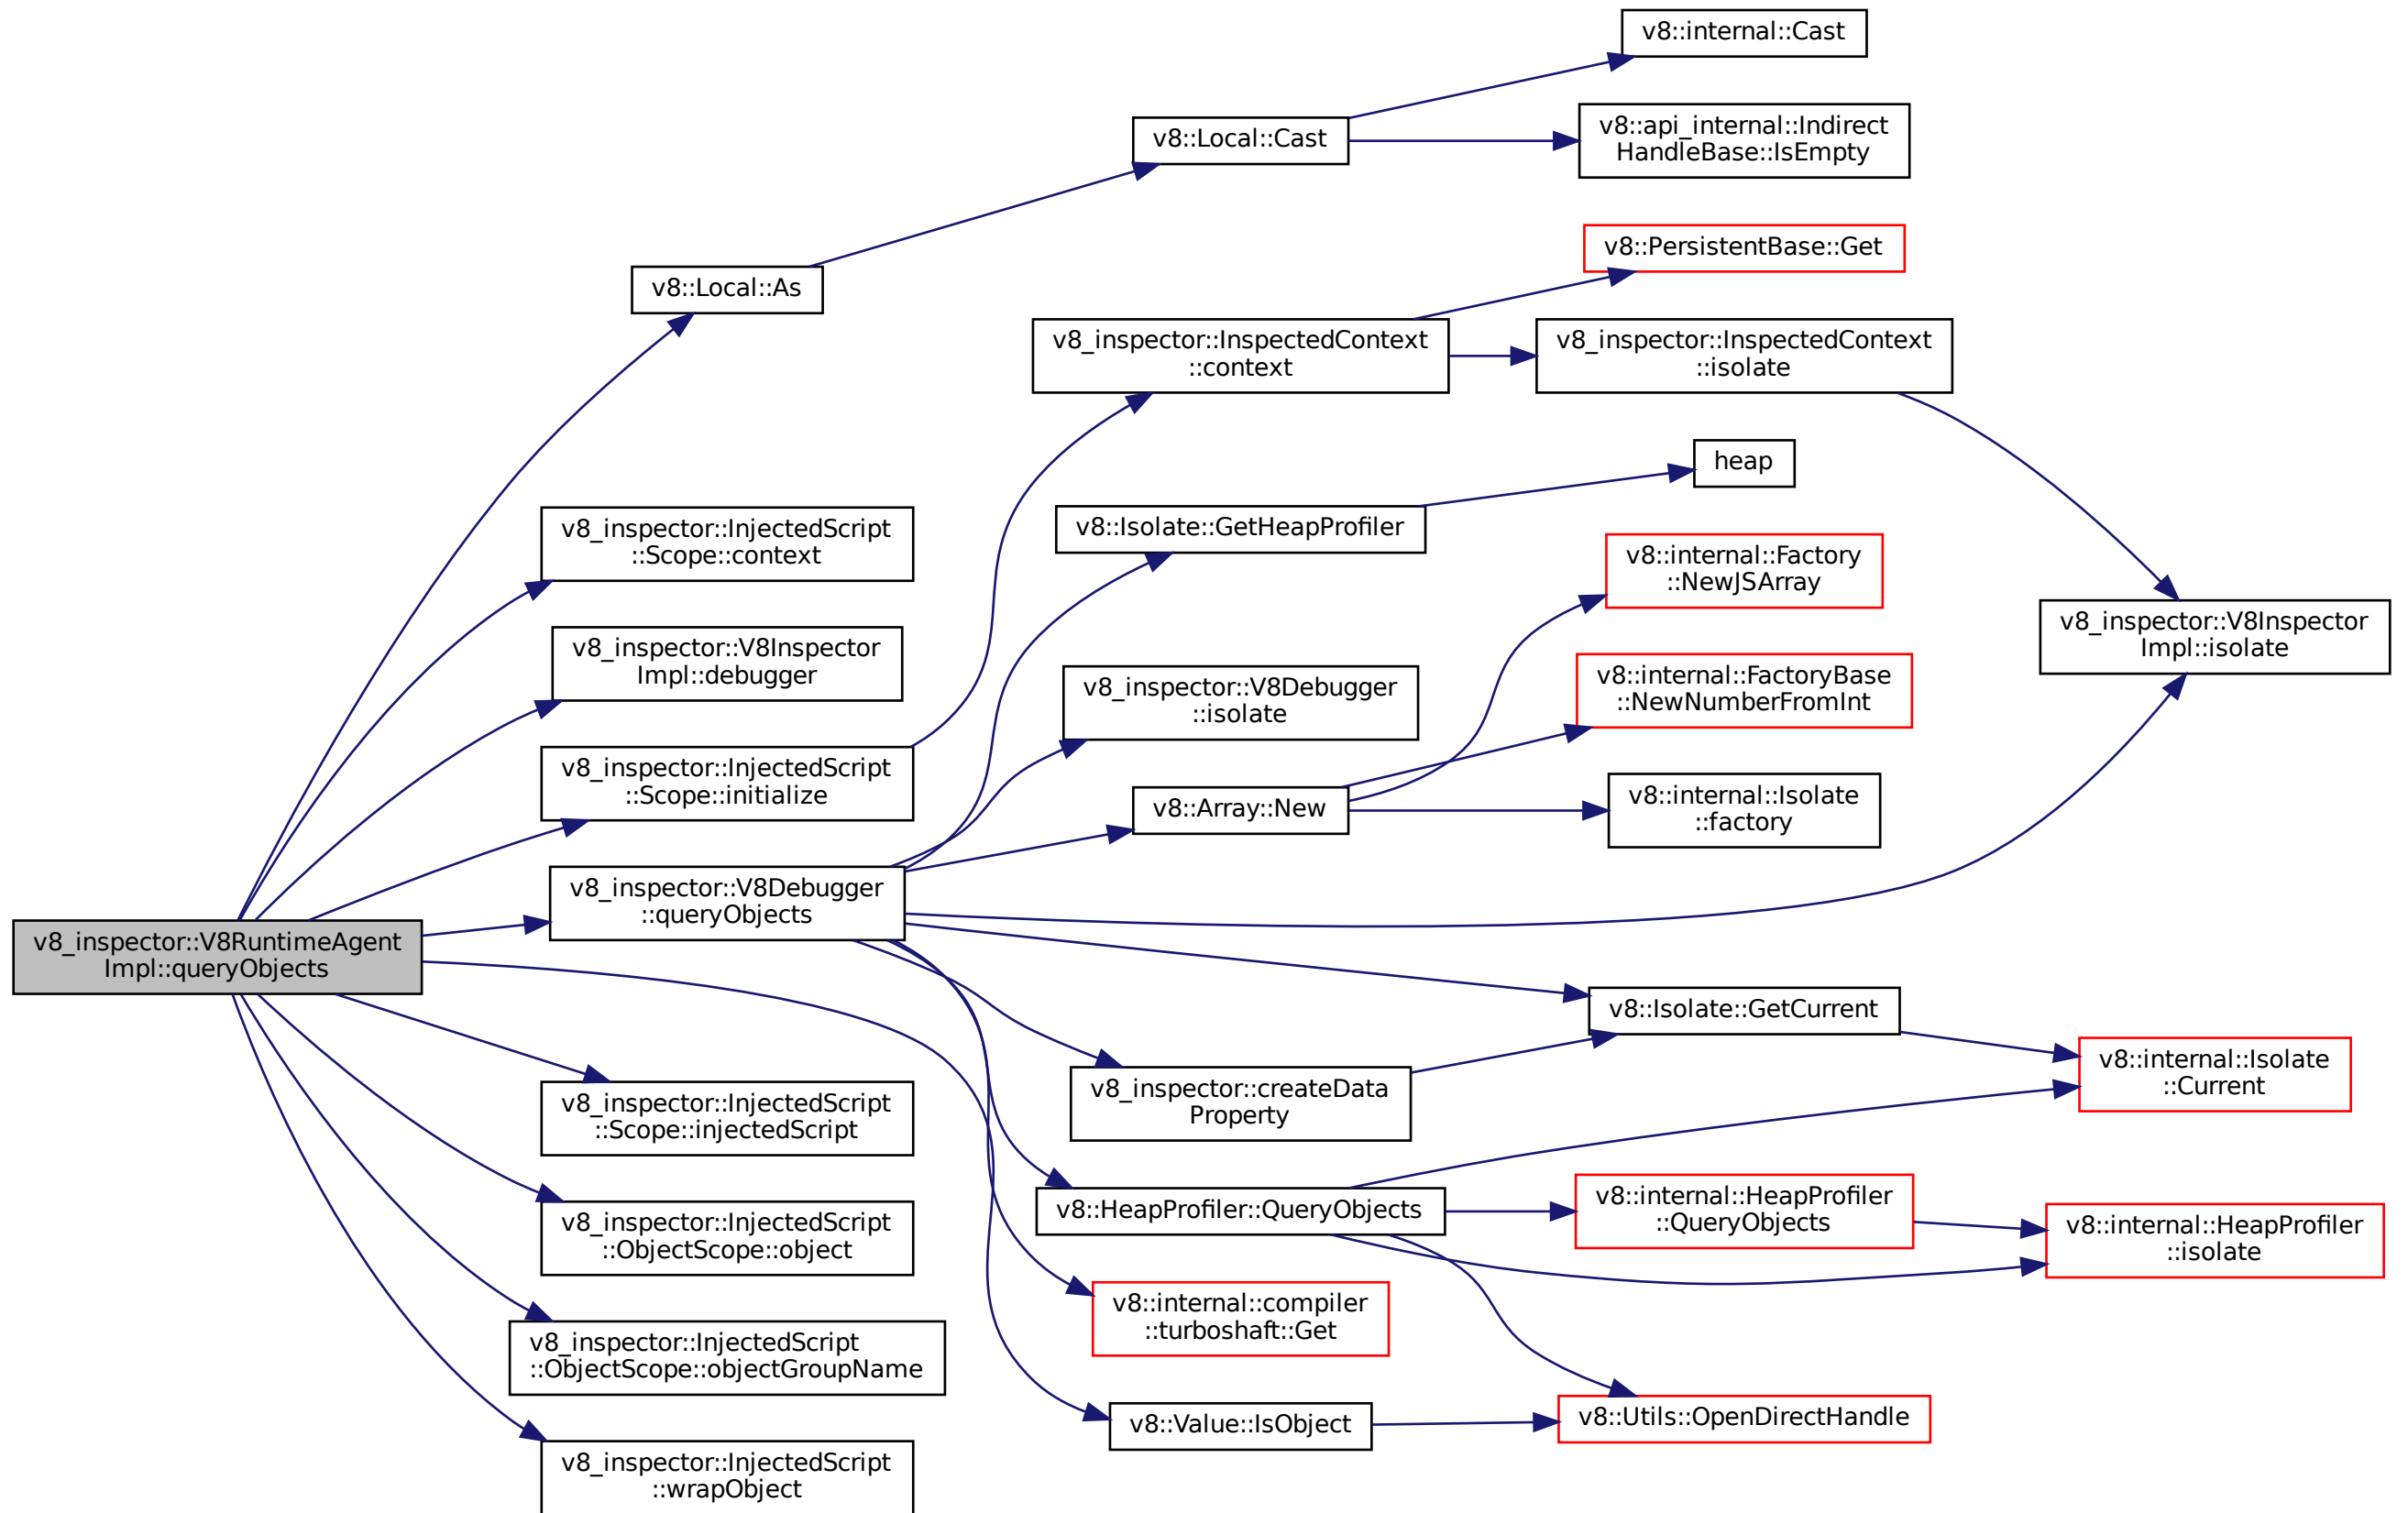 v8::internal::Cast
v8::Local::Cast
v8::api_internal::Indirect
HandleBase::IsEmpty
v8::PersistentBase::Get
v8::Local::As
v8_inspector::InspectedContext
::context
v8_inspector::InspectedContext
::isolate
heap
v8_inspector::InjectedScript
::Scope::context
v8::Isolate::GetHeapProfiler
v8::internal::Factory
::NewJSArray
v8_inspector::V8Inspector
Impl::debugger
v8_inspector::V8Debugger
::isolate
v8::internal::FactoryBase
::NewNumberFromInt
v8_inspector::V8Inspector
Impl::isolate
v8_inspector::InjectedScript
::Scope::initialize
v8::Array::New
v8::internal::Isolate
::factory
v8_inspector::V8Debugger
::queryObjects
v8_inspector::V8RuntimeAgent
Impl::queryObjects
v8::Isolate::GetCurrent
v8::internal::Isolate
::Current
v8_inspector::InjectedScript
::Scope::injectedScript
v8_inspector::createData
Property
v8_inspector::InjectedScript
::ObjectScope::object
v8::HeapProfiler::QueryObjects
v8::internal::HeapProfiler
::QueryObjects
v8::internal::HeapProfiler
::isolate
v8_inspector::InjectedScript
::ObjectScope::objectGroupName
v8::internal::compiler
::turboshaft::Get
v8::Value::IsObject
v8::Utils::OpenDirectHandle
v8_inspector::InjectedScript
::wrapObject